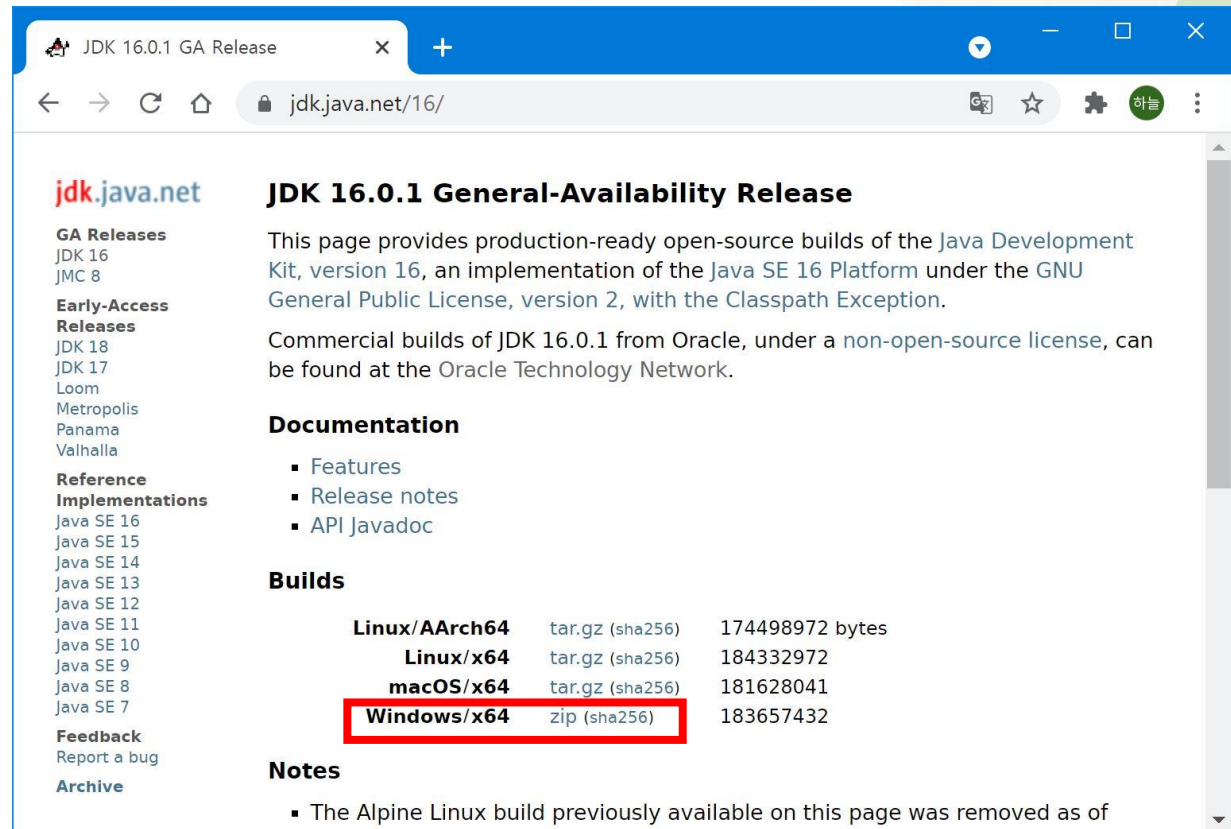 JDK 16.0.1 GA Release
jdk.java.net/16/
하늘
jdk.java.net
GA Releases
JDK 16
JMC 8
Early-Access
Releases
JDK 18
JDK 17
Loom
Metropolis
Panama
Valhalla
Reference
Implementations
Java SE 16
Java SE 15
Java SE 14
Java SE 13
Java SE 12
Java SE 11
Java SE 10
Java SE 9
Java SE 8
Java SE 7
Feedback
Report a bug
Archive
JDK 16.0.1 General-Availability Release
This page provides production-ready open-source builds of the Java Development
Kit, version 16, an implementation of the Java SE 16 Platform under the GNU
General Public License, version 2, with the Classpath Exception.
Commercial builds of JDK 16.0.1 from Oracle, under a non-open-source license, can
be found at the Oracle Technology Network.
Documentation
Features
Release notes
API Javadoc
Builds
Linux/AArch64 tar.gz (sha256) 174498972 bytes
Linux/x64 tar.gz (sha256) 184332972
macOS/x64 tar.gz (sha256) 181628041
Windows/x64 zip (sha256) 183657432
Notes
The Alpine Linux build previously available on this page was removed as of